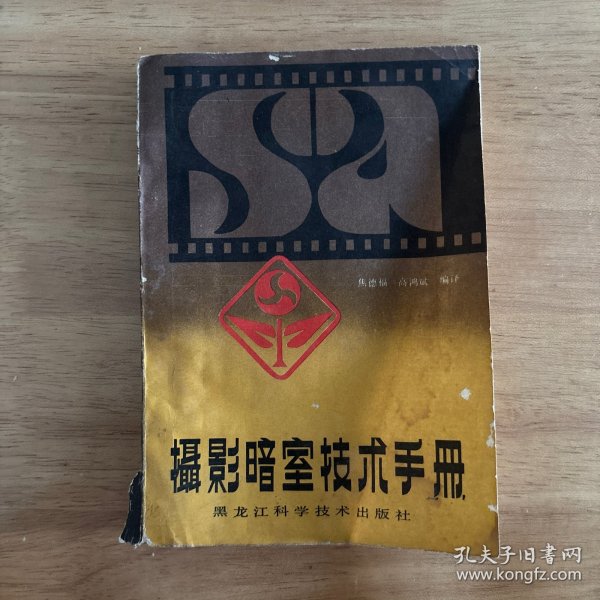 焦德福 高鸿斌 编译
攝影暗室技术手册
黑龙江科学技术出版社
孔夫子旧书网
www.kongfz.com